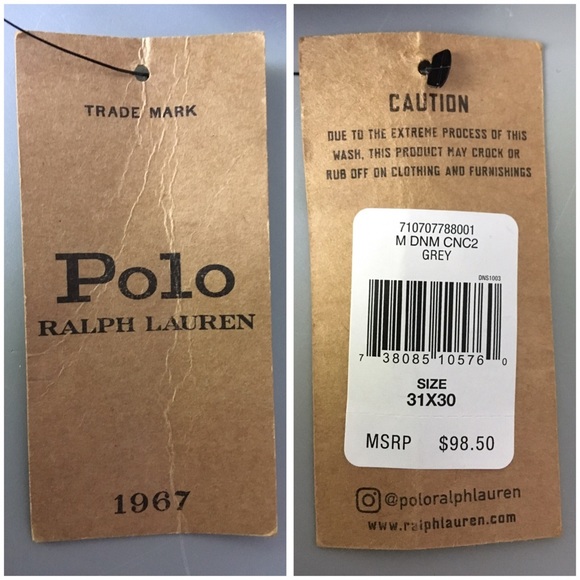 TRADE MARK
Polo
RALPH LAUREN
1967
CAUTION
DUE TO THE EXTREME PROCESS OF THIS
WASH, THIS PRODUCT MAY CROCK OR
RUB OFF ON CLOTHING AND FURNISHINGS
710707788001
M DNM CNC2
GREY
DNS1003
7 38085 10576 0
SIZE
31X30
MSRP $98.50
@poloralphlauren
www.ralphlauren.com